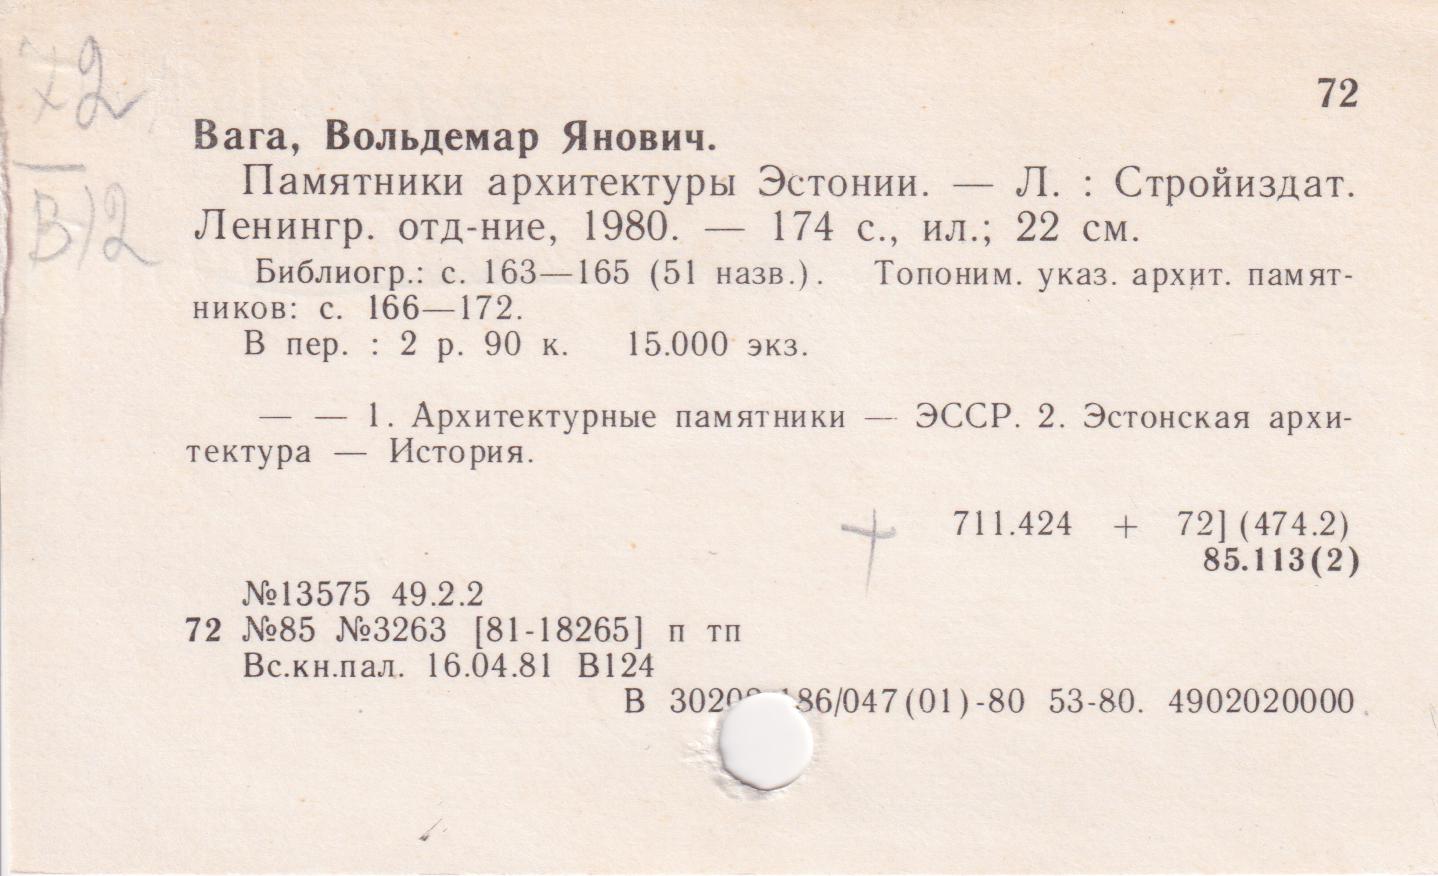 72
72
Вага, Вольдемар Янович.
Памятники архитектуры Эстонии. — Л. : Стройиздат.
Ленингр. отд-ние, 1980. — 174 с., ил.; 22 см.
Библиогр.: с. 163—165 (51 назв.). Топоним. указ. архит. памят-
ников: с. 166—172.
В пер. : 2 р. 90 к. 15.000 экз.
— — 1. Архитектурные памятники — ЭССР. 2. Эстонская архи-
тектура — История.
+ 711.424 + 72] (474.2)
85.113(2)
№13575 49.2.2
72 №85 №3263 [81-18265] п тп
Вс.кн.пал. 16.04.81 В124
В (01)-80 53-80. 4902020000